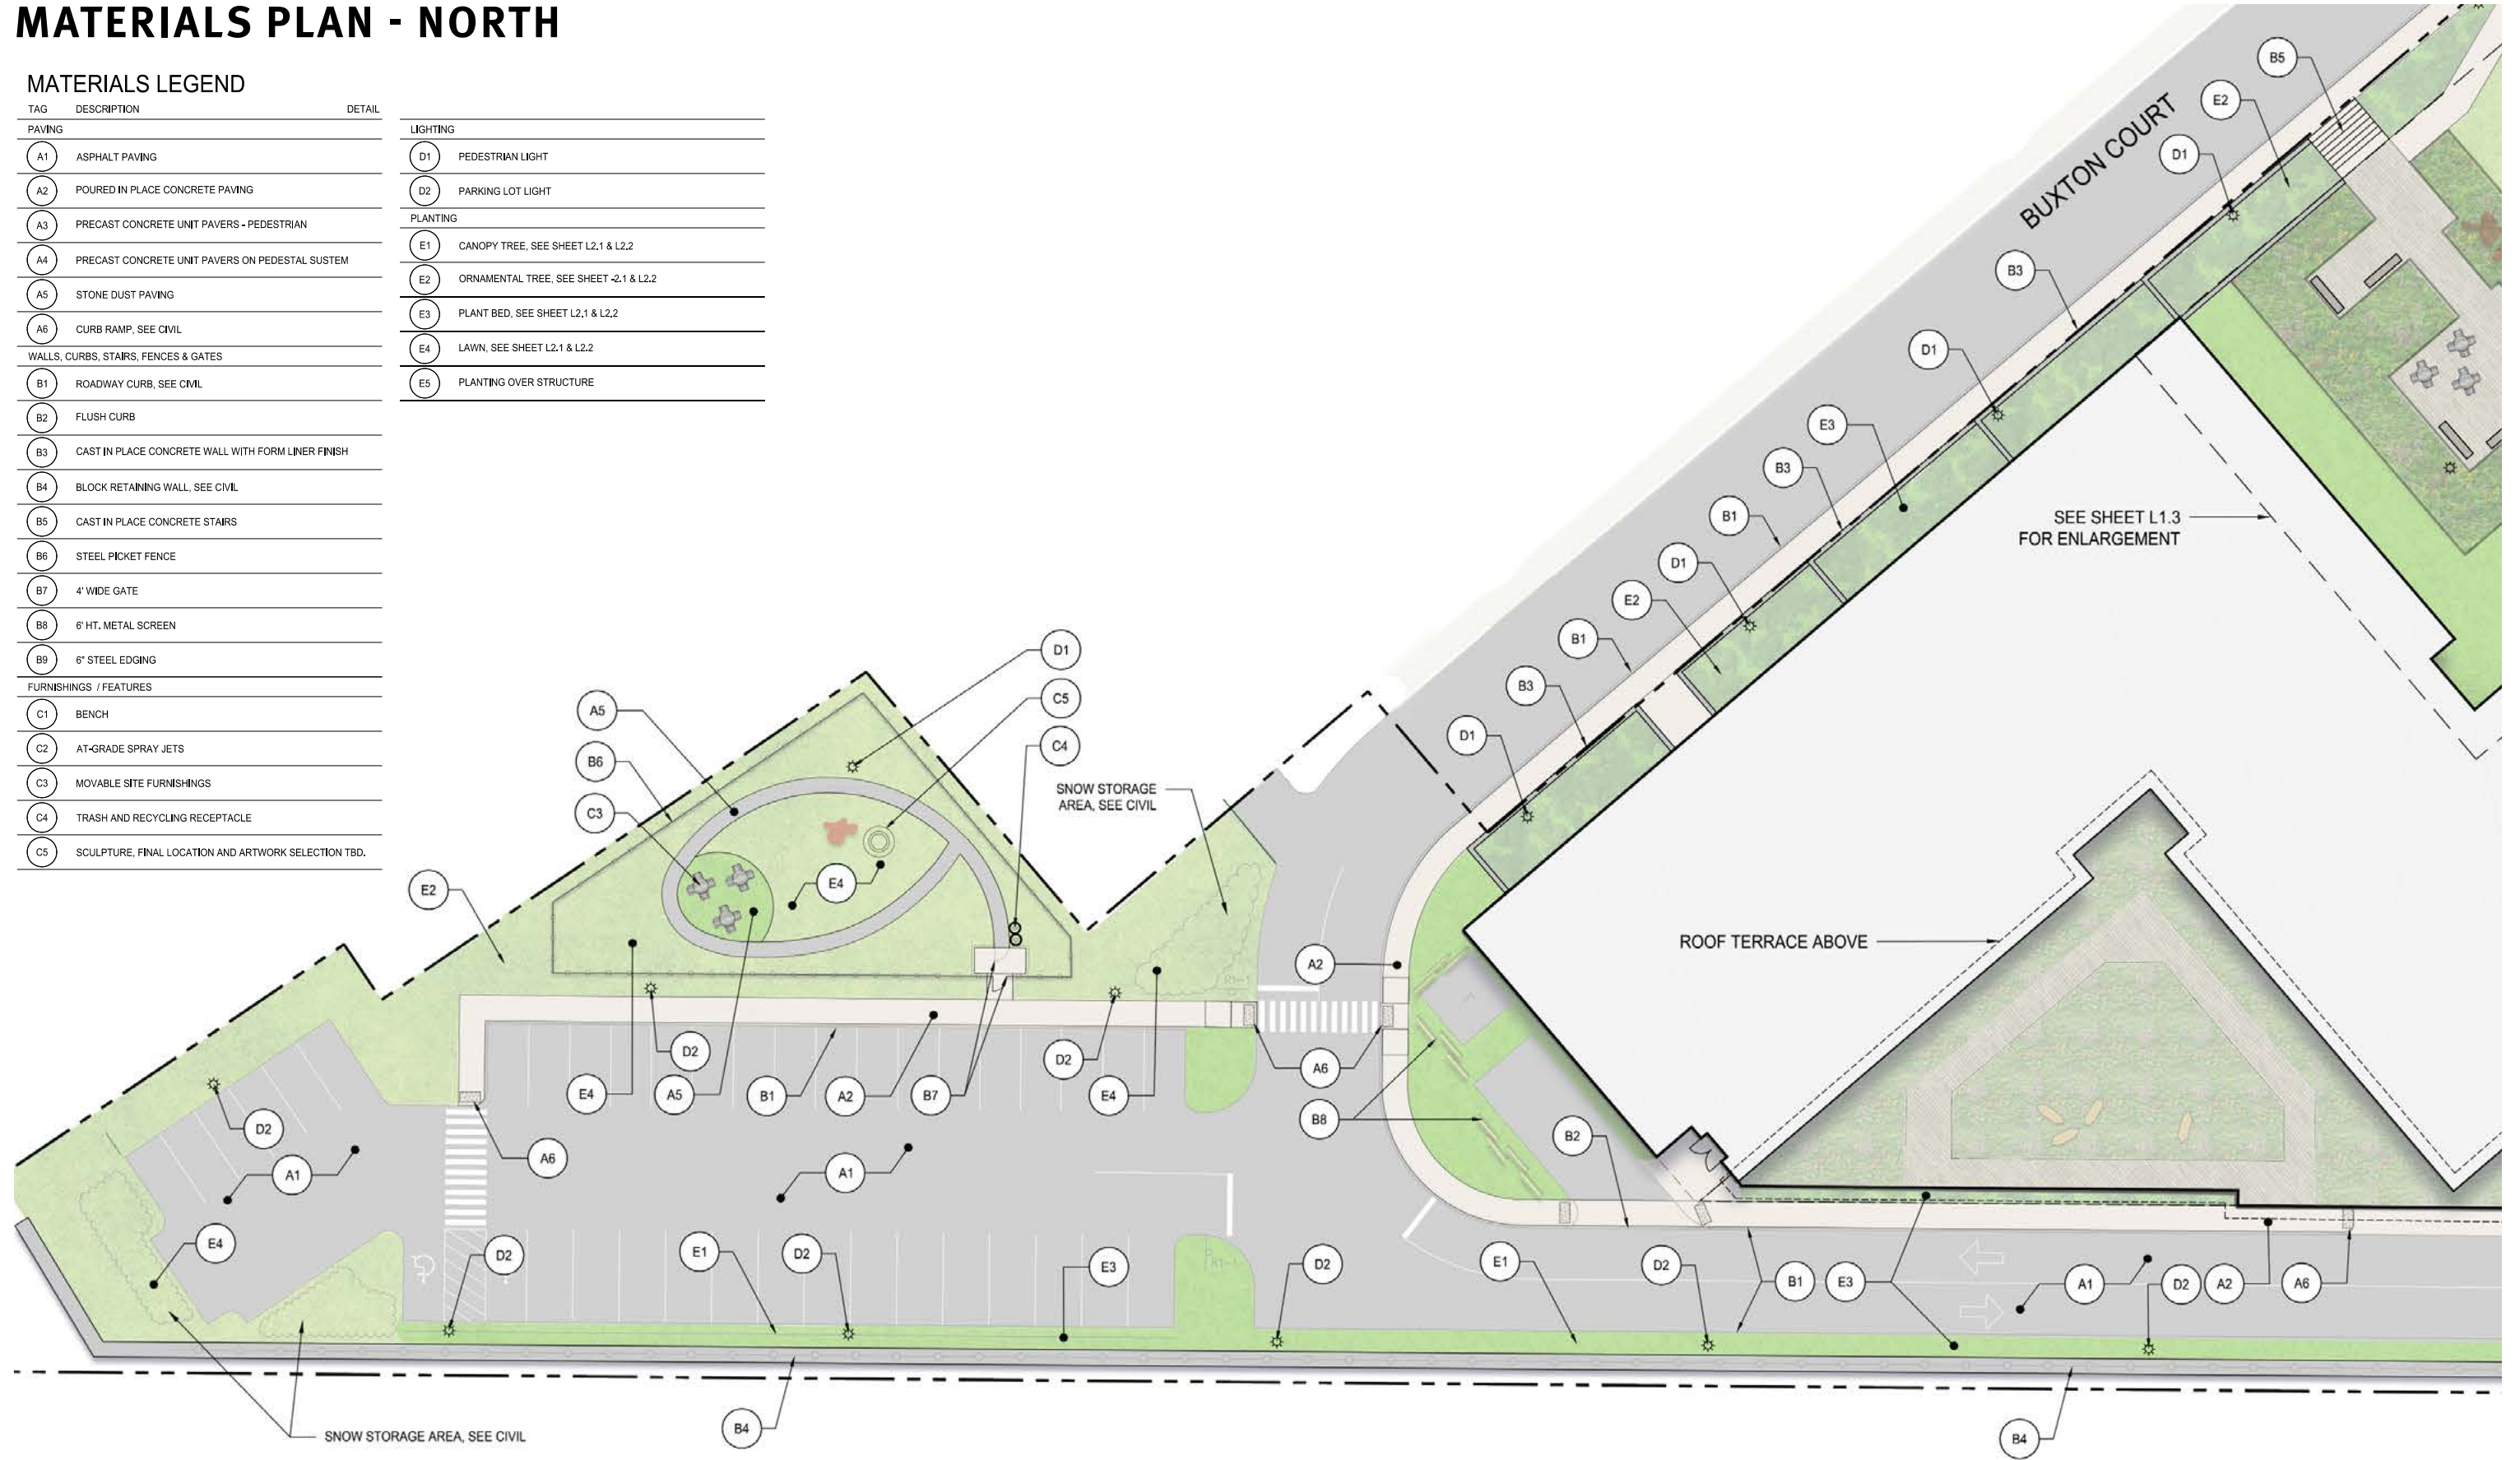 MATERIALS PLAN - NORTH
MATERIALS LEGEND
TAG DESCRIPTION DETAIL
PAVING
A1 ASPHALT PAVING
A2 POURED IN PLACE CONCRETE PAVING
A3 PRECAST CONCRETE UNIT PAVERS - PEDESTRIAN
A4 PRECAST CONCRETE UNIT PAVERS ON PEDESTAL SUSTEM
A5 STONE DUST PAVING
A6 CURB RAMP, SEE CIVIL
WALLS, CURBS, STAIRS, FENCES & GATES
B1 ROADWAY CURB, SEE CIVIL
B2 FLUSH CURB
B3 CAST IN PLACE CONCRETE WALL WITH FORM LINER FINISH
B4 BLOCK RETAINING WALL, SEE CIVIL
B5 CAST IN PLACE CONCRETE STAIRS
B6 STEEL PICKET FENCE
B7 4' WIDE GATE
B8 6' HT. METAL SCREEN
B9 6" STEEL EDGING
FURNISHINGS / FEATURES
C1 BENCH
C2 AT-GRADE SPRAY JETS
C3 MOVABLE SITE FURNISHINGS
C4 TRASH AND RECYCLING RECEPTACLE
C5 SCULPTURE, FINAL LOCATION AND ARTWORK SELECTION TBD.
LIGHTING
D1 PEDESTRIAN LIGHT
D2 PARKING LOT LIGHT
PLANTING
E1 CANOPY TREE, SEE SHEET L2.1 & L2.2
E2 ORNAMENTAL TREE, SEE SHEET -2.1 & L2.2
E3 PLANT BED, SEE SHEET L2.1 & L2.2
E4 LAWN, SEE SHEET L2.1 & L2.2
E5 PLANTING OVER STRUCTURE
B5
E2
D1
BUXTON COURT
B3
D1
E3
B3
B1
D1
E2
B1
B3
D1
SEE SHEET L1.3
FOR ENLARGEMENT
D1
C5
C4
A5
B6
C3
E2
E4
SNOW STORAGE
AREA, SEE CIVIL
ROOF TERRACE ABOVE
A2
R1-1
D2
D2
A6
E4
A5
B1
A2
B7
E4
B8
D2
A6
A1
A1
B2
E4
D2
E1
D2
E3
R1-1
D2
E1
D2
B1
E3
A1
D2
A2
A6
SNOW STORAGE AREA, SEE CIVIL
B4
B4